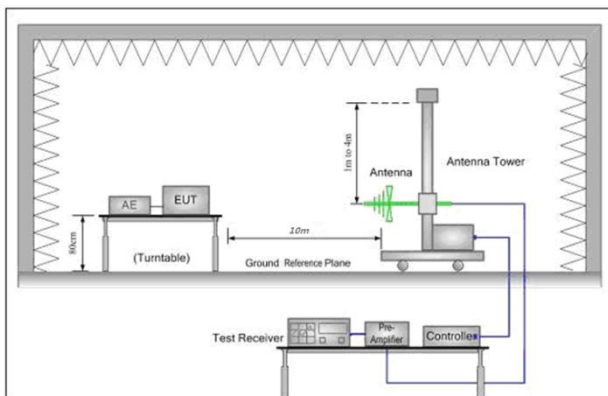 1m to 4m
Antenna
Antenna Tower
AE
EUT
80cm
(Turntable)
10m
Ground Reference Plane
Test Receiver
Pre-
Amplifier
Controller